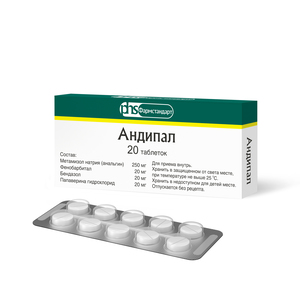 phs Фармстандарт
Андипал
20 таблеток
Состав:
Метамизол натрия (анальгин) 250 мг
Фенобарбитал 20 мг
Бендазол 20 мг
Папаверина гидрохлорид 20 мг
Для приема внутрь.
Хранить в защищенном от света месте,
при температуре не выше 25 °C.
Хранить в недоступном для детей месте.
Отпускается без рецепта.
Андипал